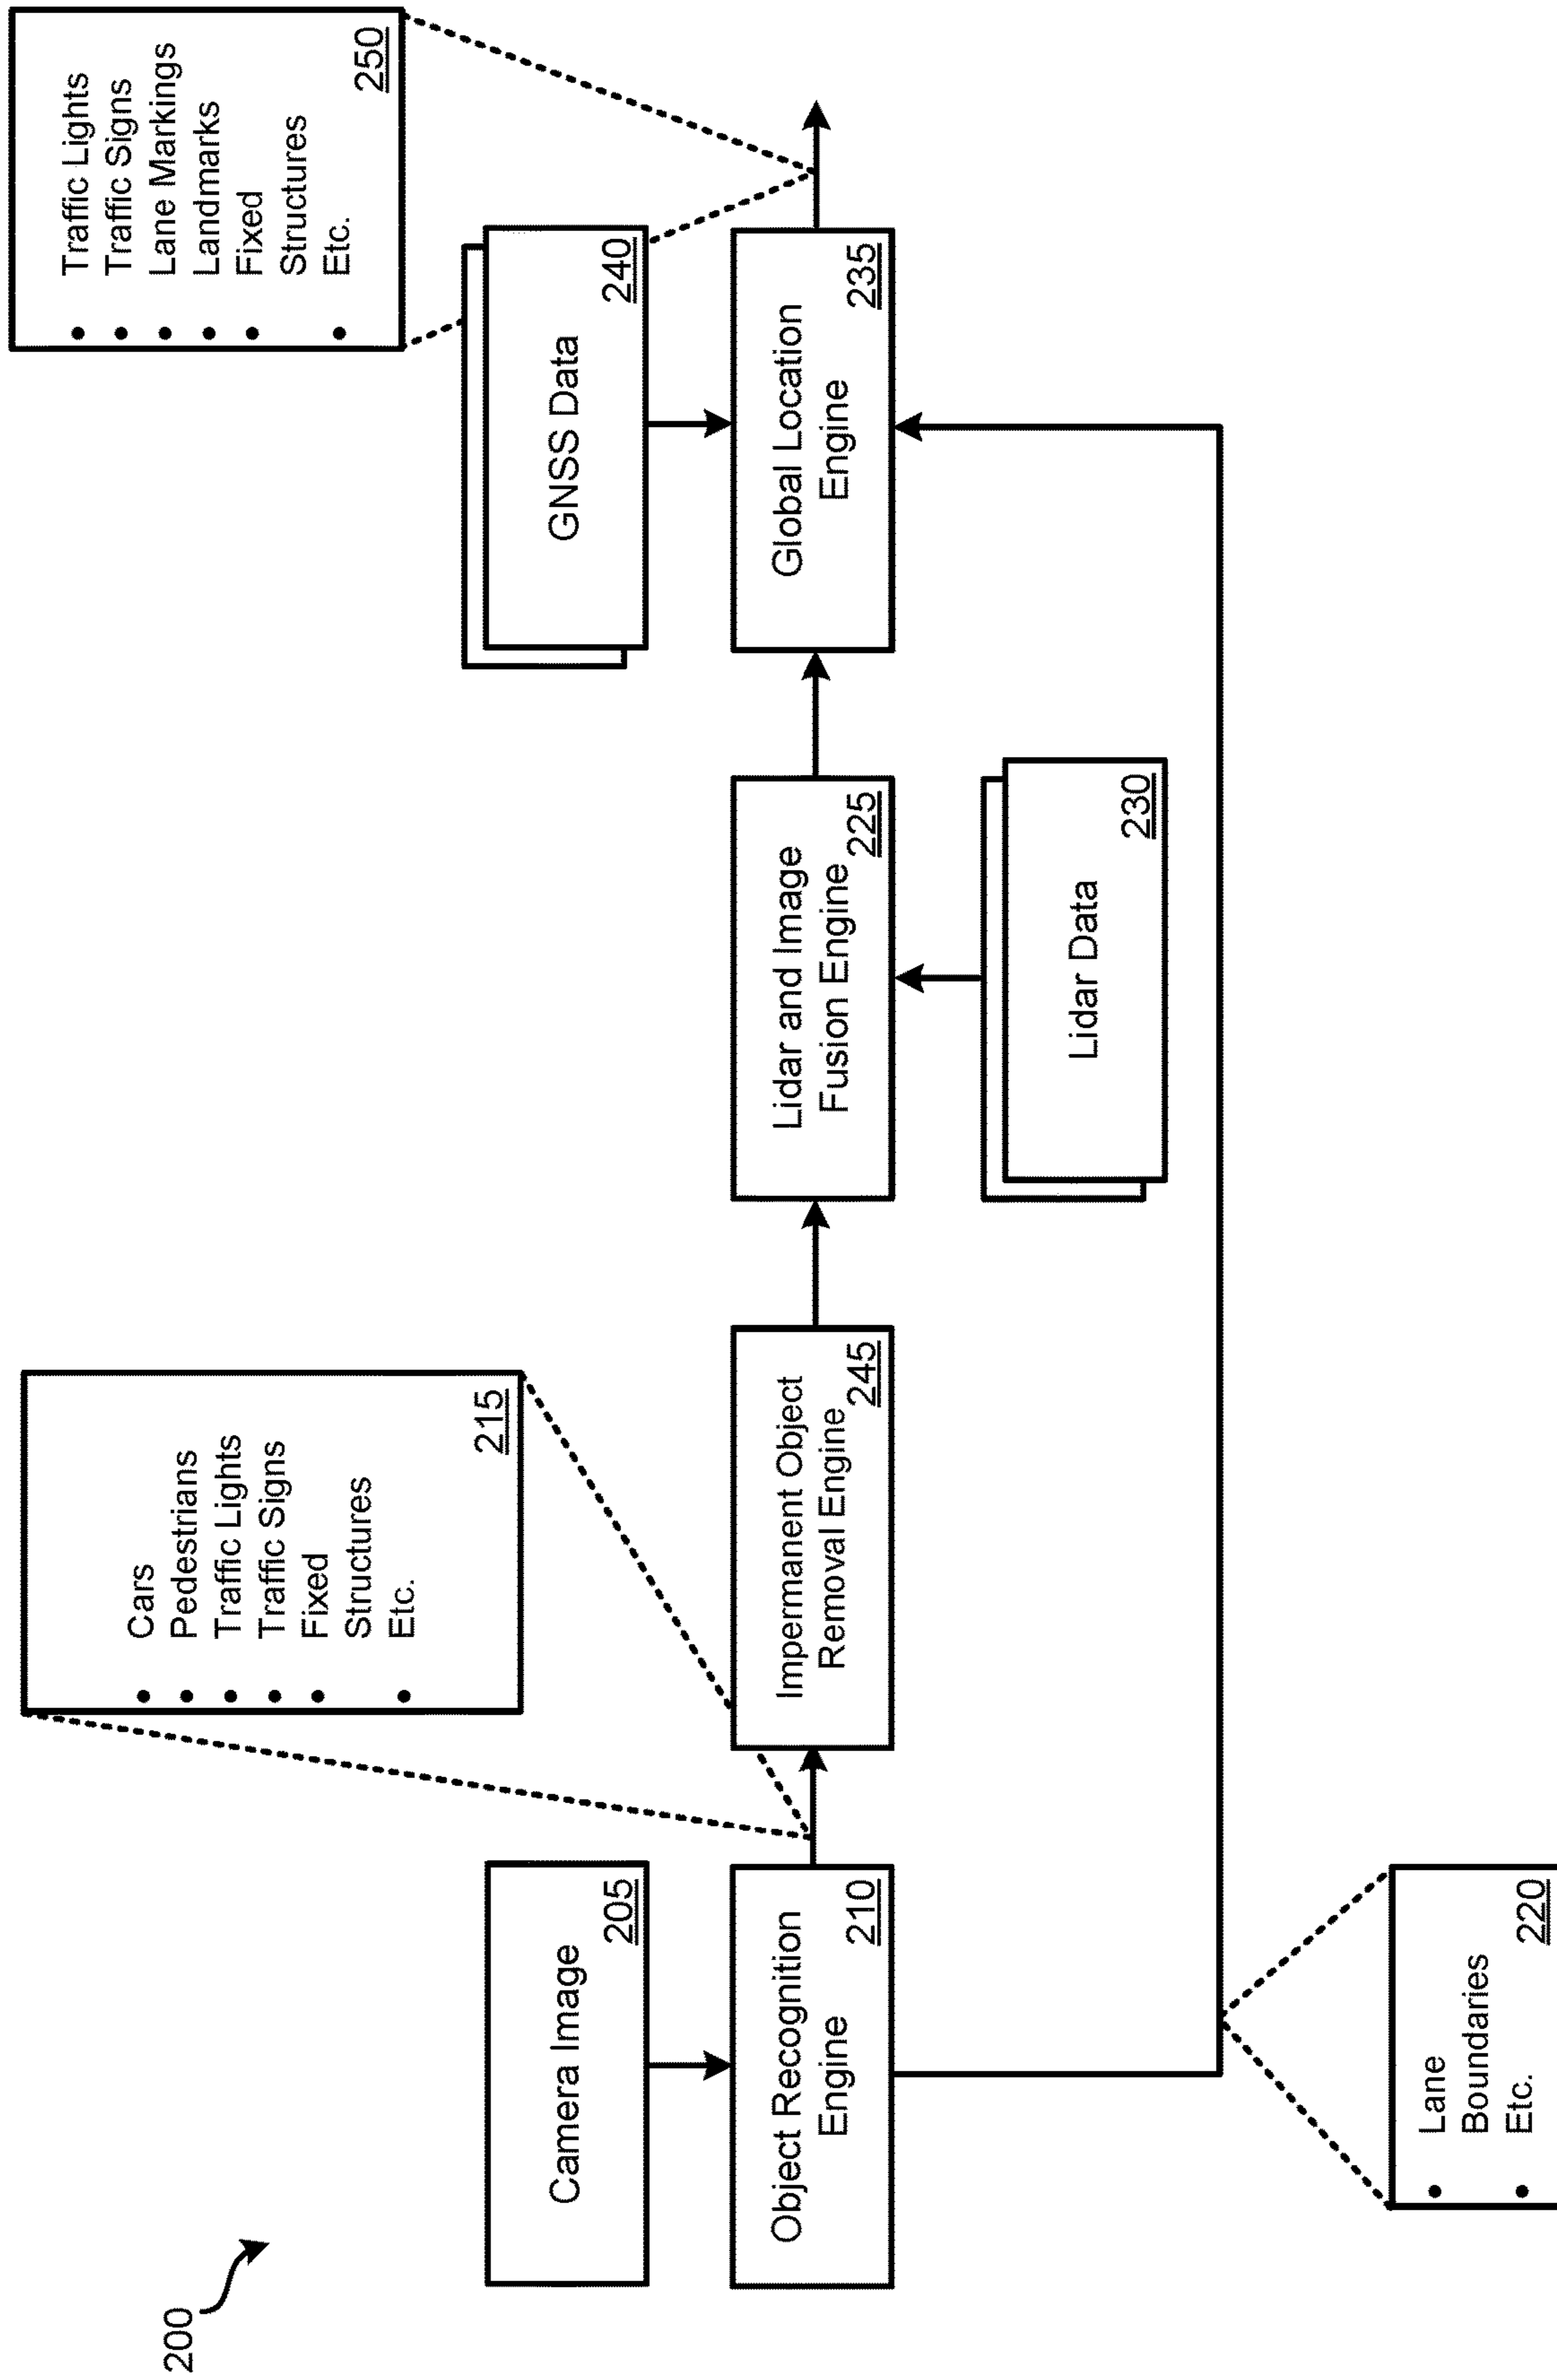 200
Camera Image
205
Object Recognition
Engine
210
Cars
Pedestrians
Traffic Lights
Traffic Signs
Fixed
Structures
Etc.
215
Lane
Boundaries
Etc.
220
Impermanent Object
Removal Engine
245
Lidar and Image
Fusion Engine
225
Lidar Data
230
GNSS Data
240
Global Location
Engine
235
Traffic Lights
Traffic Signs
Lane Markings
Landmarks
Fixed
Structures
Etc.
250